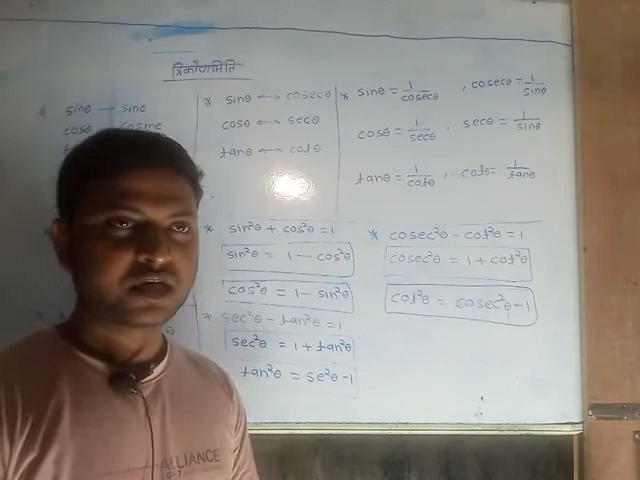 त्रिकोणमिति
* sinθ → sine
cosθ cosine
* sinθ ↔ cosecθ
cosθ ↔ secθ
tanθ ↔ cotθ
* sinθ = 1/cosecθ , cosecθ = 1/sinθ
cosθ = 1/secθ , secθ = 1/sinθ
tanθ = 1/cotθ , cotθ = 1/tanθ
* sin²θ + cos²θ = 1
sin²θ = 1 - cos²θ
cos²θ = 1 - sin²θ
* sec²θ - tan²θ = 1
sec²θ = 1 + tan²θ
tan²θ = se²θ - 1
* cosec²θ - cot²θ = 1
cosec²θ = 1 + cot²θ
cot²θ = cosec²θ - 1
ALLIANCE